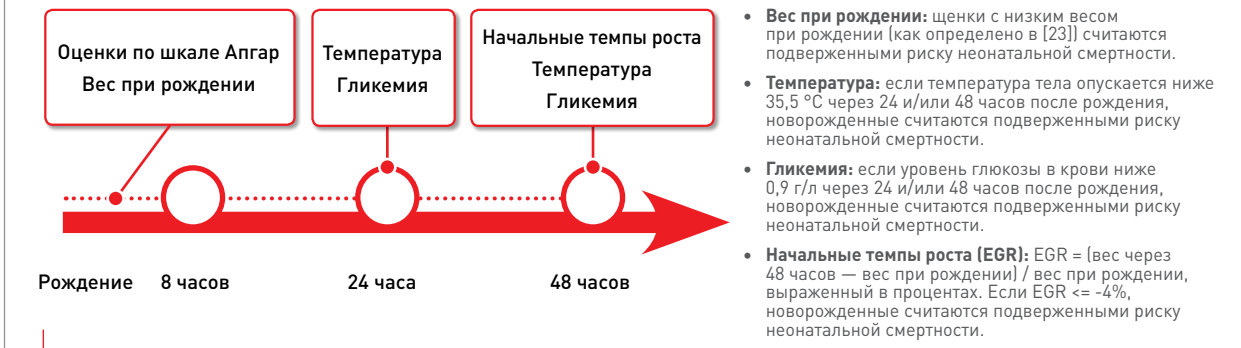 Оценки по шкале Апгар
Вес при рождении
Температура
Гликемия
Начальные темпы роста
Температура
Гликемия
Рождение
8 часов
24 часа
48 часов
• Вес при рождении: щенки с низким весом
при рождении (как определено в [23]) считаются
подверженными риску неонатальной смертности.
• Температура: если температура тела опускается ниже
35,5 °C через 24 и/или 48 часов после рождения,
новорожденные считаются подверженными риску
неонатальной смертности.
• Гликемия: если уровень глюкозы в крови ниже
0,9 г/л через 24 и/или 48 часов после рождения,
новорожденные считаются подверженными риску
неонатальной смертности.
• Начальные темпы роста (EGR): EGR = (вес через
48 часов — вес при рождении) / вес при рождении,
выраженный в процентах. Если EGR <= -4%,
новорожденные считаются подверженными риску
неонатальной смертности.